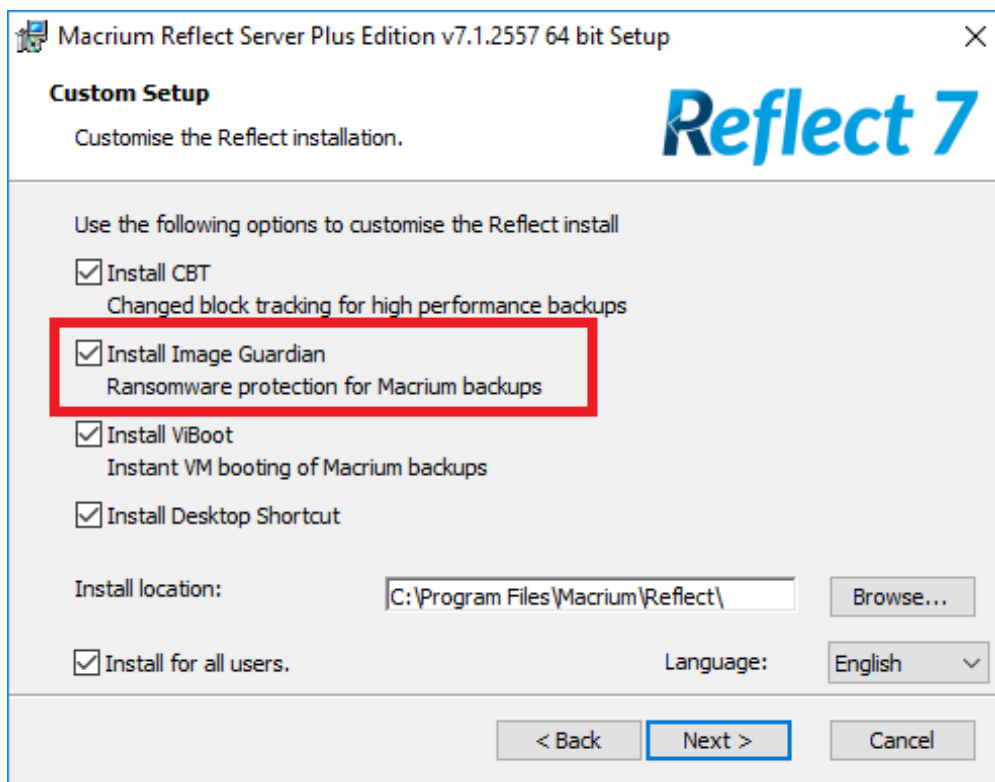 Macrium Reflect Server Plus Edition v7.1.2557 64 bit Setup
Custom Setup
Customise the Reflect installation.
Reflect 7
Use the following options to customise the Reflect install
Install CBT
Changed block tracking for high performance backups
Install Image Guardian
Ransomware protection for Macrium backups
Install ViBoot
Instant VM booting of Macrium backups
Install Desktop Shortcut
Install location:
C:\Program Files\Macrium\Reflect\
Browse...
Install for all users.
Language:
English
< Back
Next >
Cancel